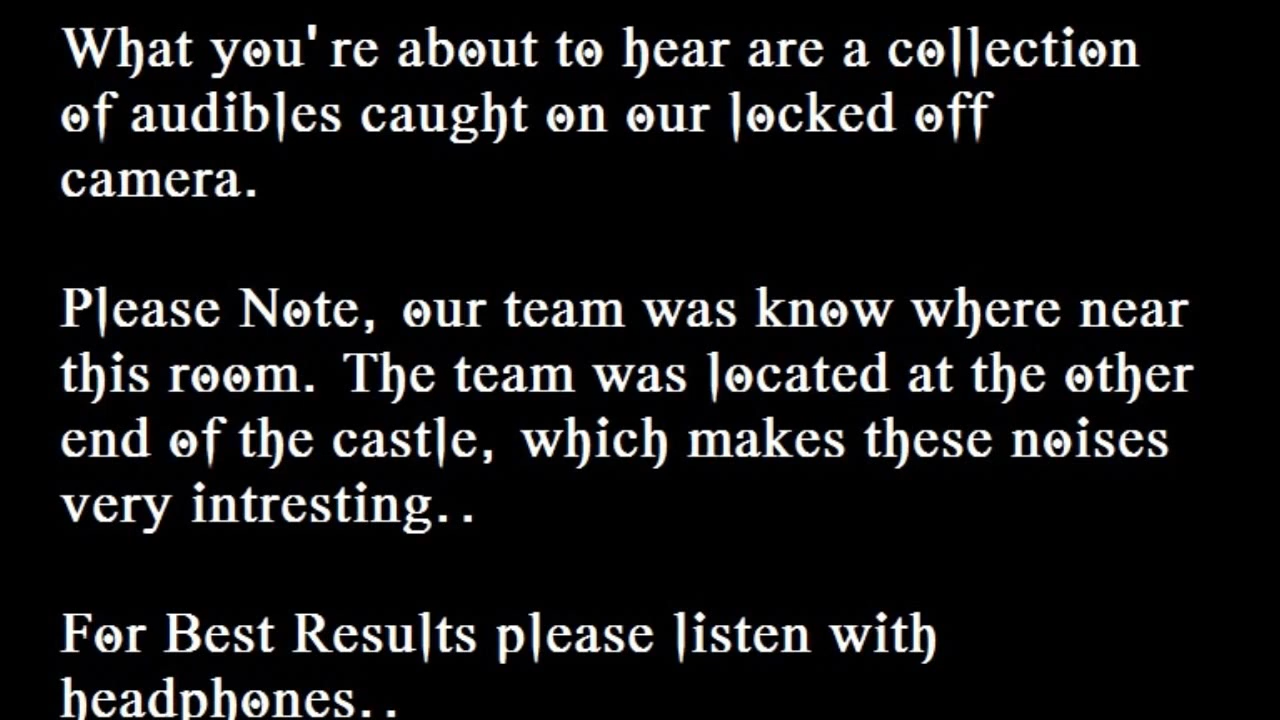 What you're about to hear are a collection
of audibles caught on our locked off
camera.
Please Note, our team was know where near
this room. The team was located at the other
end of the castle, which makes these noises
very intresting. .
For Best Results please listen with
headphones. .